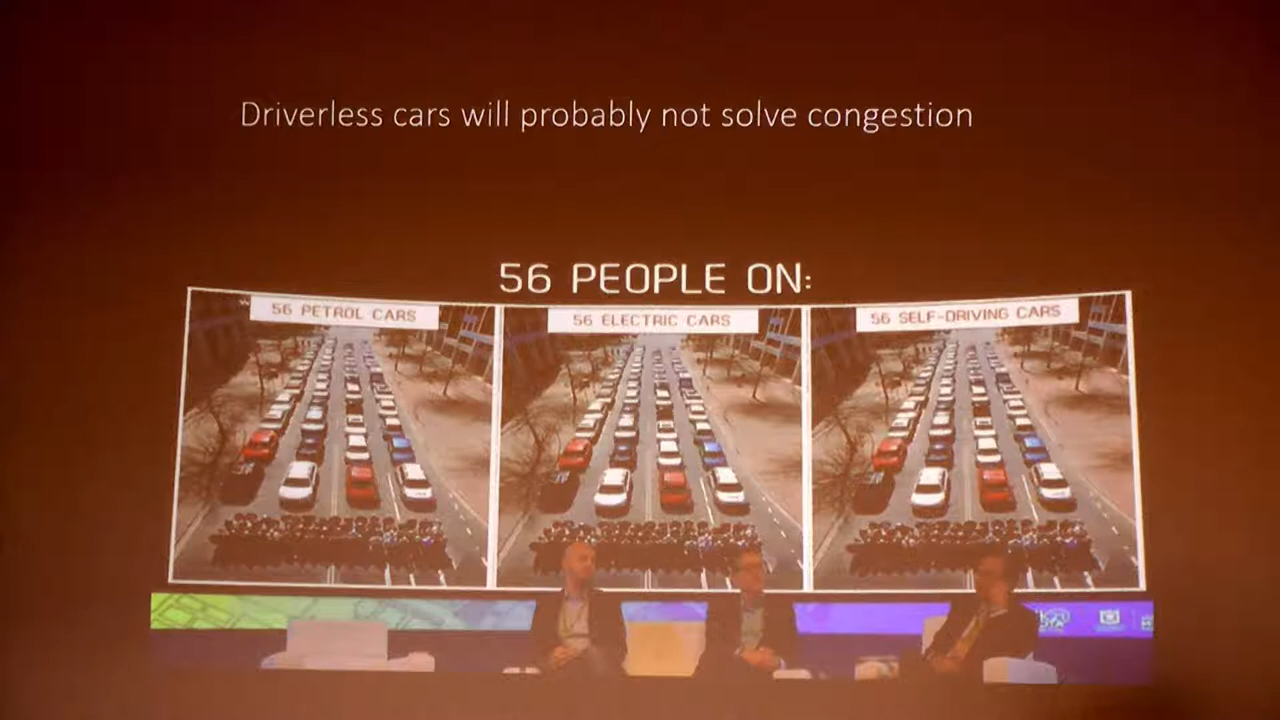 Driverless cars will probably not solve congestion
56 PEOPLE ON:
56 PETROL CARS
56 ELECTRIC CARS
56 SELF-DRIVING CARS